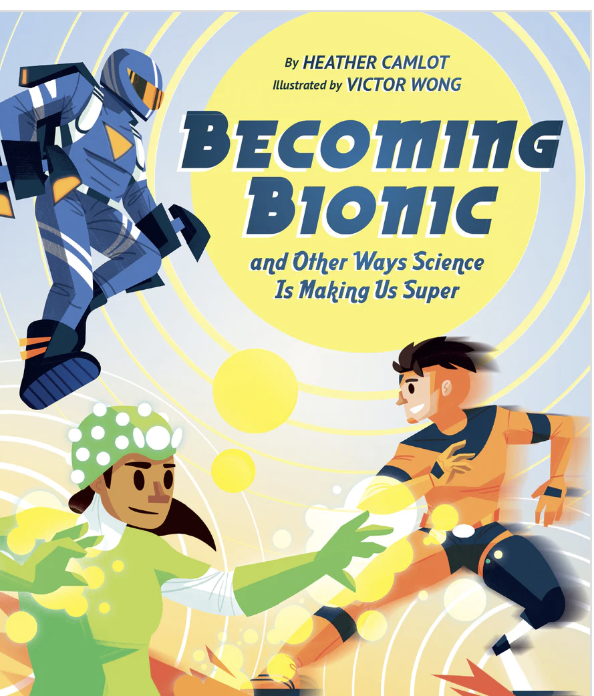 By HEATHER CAMLOT
Illustrated by VICTOR WONG
BECOMING
BIONIC
and Other Ways Science
Is Making Us Super